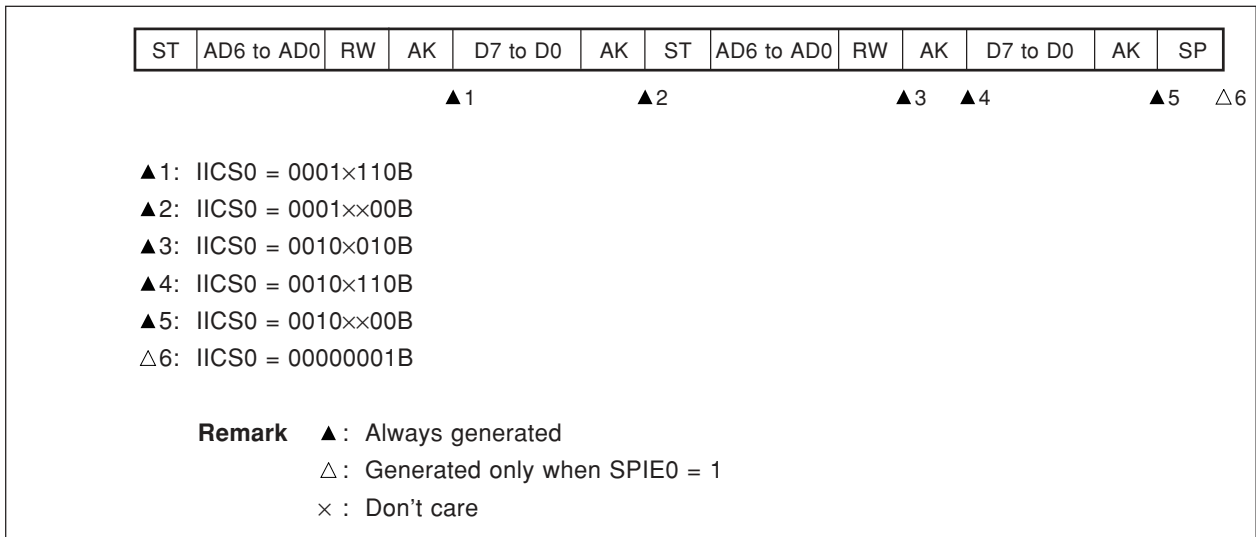 ST AD6 to AD0 RW AK D7 to D0 AK ST AD6 to AD0 RW AK D7 to D0 AK SP
▲1 ▲2 ▲3 ▲4 ▲5 △6
▲1: IICS0 = 0001×110B
▲2: IICS0 = 0001××00B
▲3: IICS0 = 0010×010B
▲4: IICS0 = 0010×110B
▲5: IICS0 = 0010××00B
△6: IICS0 = 00000001B
Remark ▲: Always generated
△: Generated only when SPIE0 = 1
×: Don't care